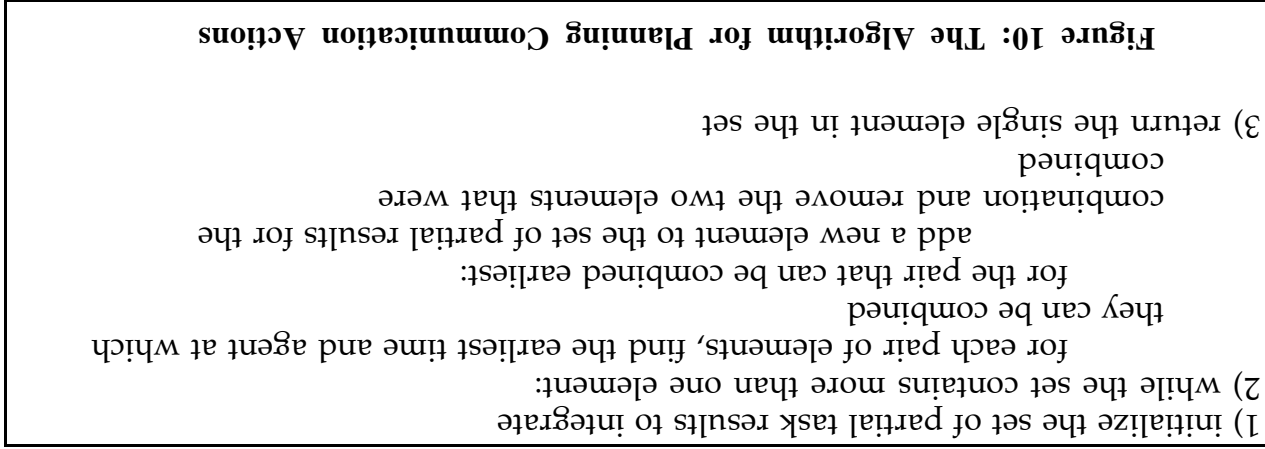 1) initialize the set of partial task results to integrate
2) while the set contains more than one element:
for each pair of elements, find the earliest time and agent at which
they can be combined
for the pair that can be combined earliest:
add a new element to the set of partial results for the
combination and remove the two elements that were
combined
3) return the single element in the set
Figure 10: The Algorithm for Planning Communication Actions